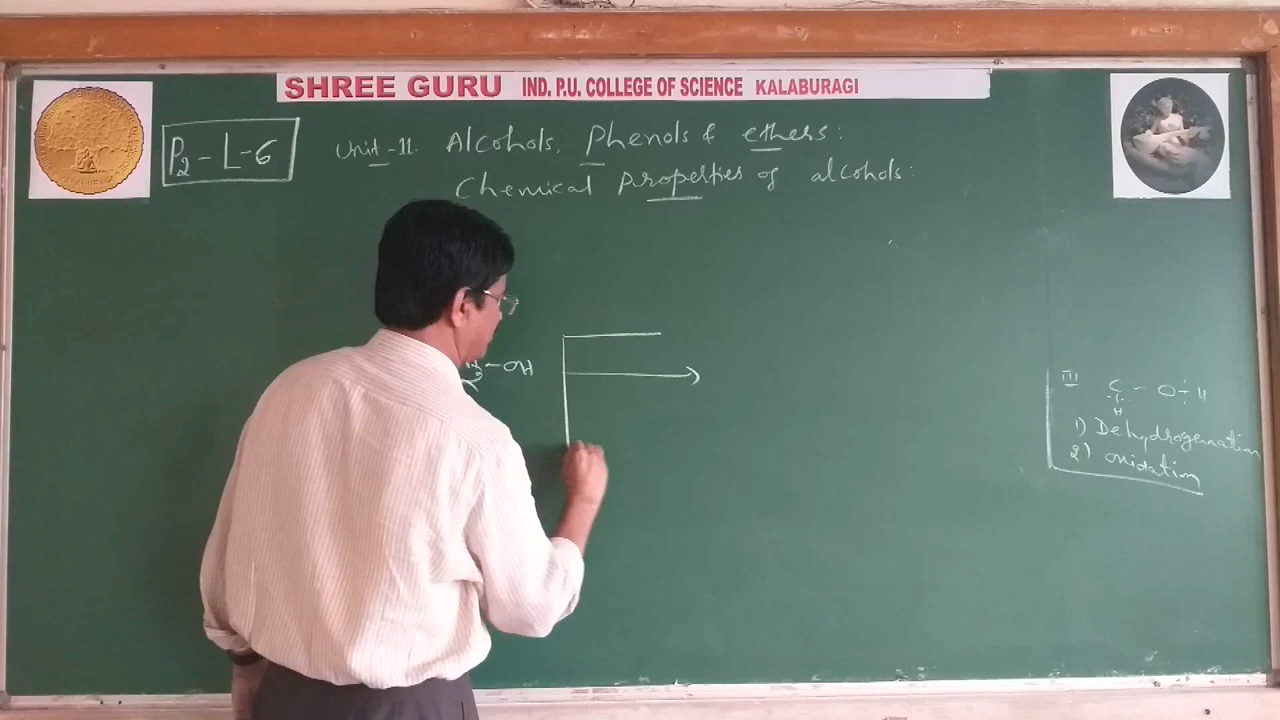 SHREE GURU IND. P.U. COLLEGE OF SCIENCE KALABURAGI
P2-L-6
Unit-11. Alcohols, Phenols & ethers:
Chemical Properties of alcohols:
-OH
III C - O H
H
1) Dehydrogenation
2) oxidation